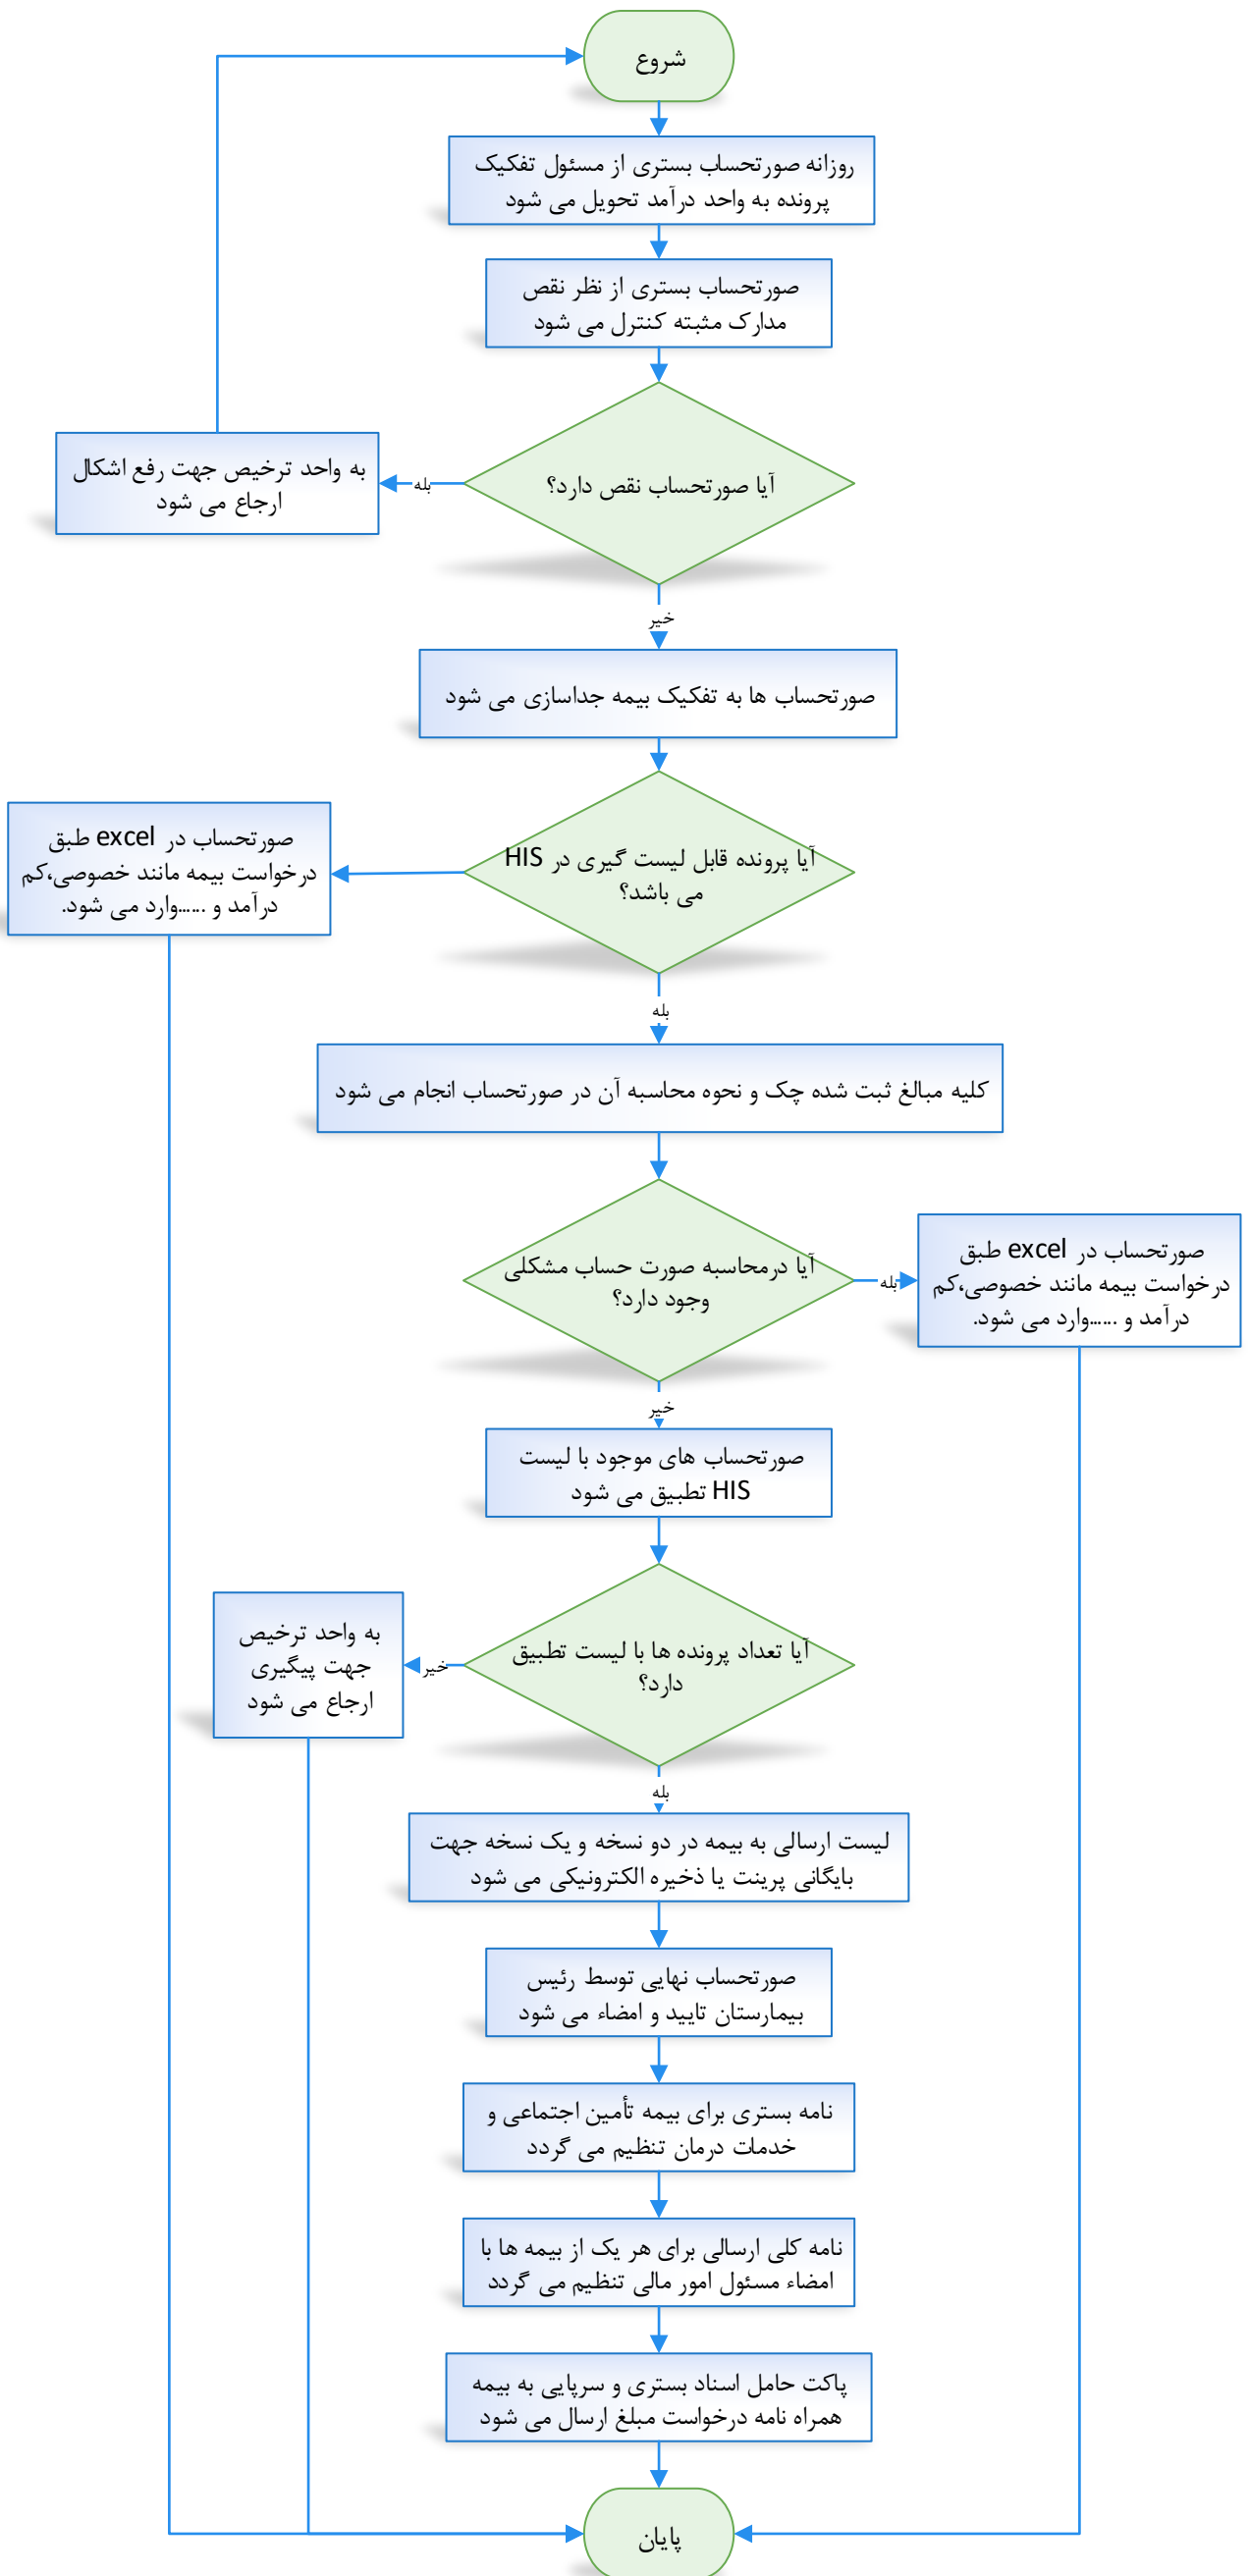 شروع
روزانه صورتحساب بستری از مسئول تفکیک
پرونده به واحد درآمد تحویل می شود
صورتحساب بستری از نظر نقص
مدارک مثبته کنترل می شود
آیا صورتحساب نقص دارد؟
بله
به واحد ترخیص جهت رفع اشکال
ارجاع می شود
خیر
صورتحساب ها به تفکیک بیمه جداسازی می شود
آیا پرونده قابل لیست گیری در HIS
می باشد؟
صورتحساب در excel طبق
درخواست بیمه مانند خصوصی،کم
درآمد و ......وارد می شود.
بله
کلیه مبالغ ثبت شده چک و نحوه محاسبه آن در صورتحساب انجام می شود
آیا درمحاسبه صورت حساب مشکلی
وجود دارد؟
بله
صورتحساب در excel طبق
درخواست بیمه مانند خصوصی،کم
درآمد و ......وارد می شود.
خیر
صورتحساب های موجود با لیست
HIS تطبیق می شود
آیا تعداد پرونده ها با لیست تطبیق
دارد؟
خیر
به واحد ترخیص
جهت پیگیری
ارجاع می شود
بله
لیست ارسالی به بیمه در دو نسخه و یک نسخه جهت
بایگانی پرینت یا ذخیره الکترونیکی می شود
صورتحساب نهایی توسط رئیس
بیمارستان تایید و امضاء می شود
نامه بستری برای بیمه تأمین اجتماعی و
خدمات درمان تنظیم می گردد
نامه کلی ارسالی برای هر یک از بیمه ها با
امضاء مسئول امور مالی تنظیم می گردد
پاکت حامل اسناد بستری و سرپایی به بیمه
همراه نامه درخواست مبلغ ارسال می شود
پایان